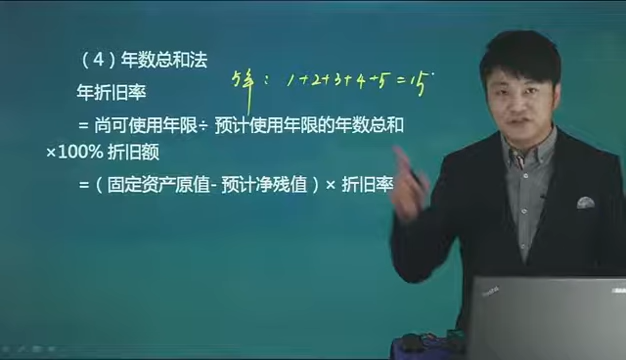 （4）年数总和法
5年： 1+2+3+4+5=15
年折旧率
= 尚可使用年限÷ 预计使用年限的年数总和
×100% 折旧额
=（ 固定资产原值- 预计净残值）× 折旧率
ThinkPad